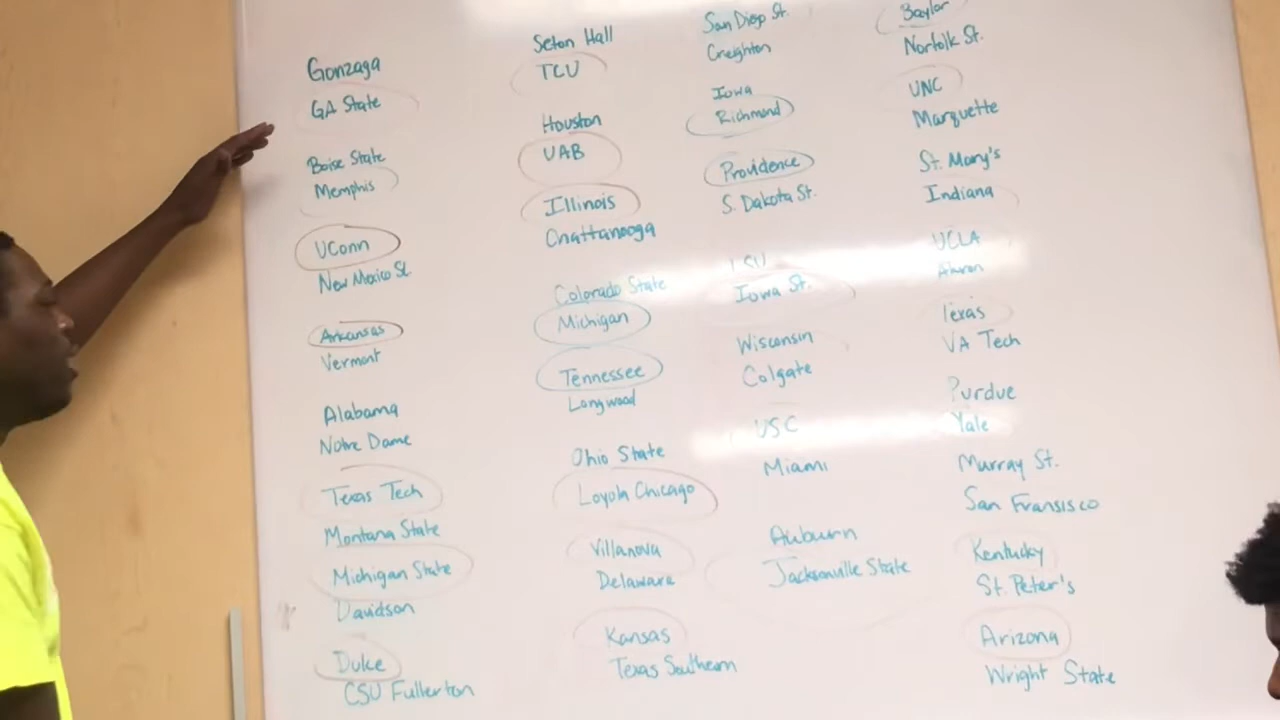 Gonzaga
GA State
Boise State
Memphis
UConn
New Mexico St.
Arkansas
Vermont
Alabama
Notre Dame
Texas Tech
Montana State
Michigan State
Davidson
Duke
CSU Fullerton
Seton Hall
TCU
Houston
UAB
Illinois
Chattanooga
Colorado State
Michigan
Tennessee
Longwood
Ohio State
Loyola Chicago
Villanova
Delaware
Kansas
Texas Southern
San Diego St.
Creighton
Iowa
Richmond
Providence
S. Dakota St.
LSU
Iowa St.
Wisconsin
Colgate
USC
Miami
Auburn
Jacksonville State
Baylor
Norfolk St.
UNC
Marquette
St. Mary's
Indiana
UCLA
Akron
Texas
VA Tech
Purdue
Yale
Murray St.
San Fransisco
Kentucky
St. Peter's
Arizona
Wright State